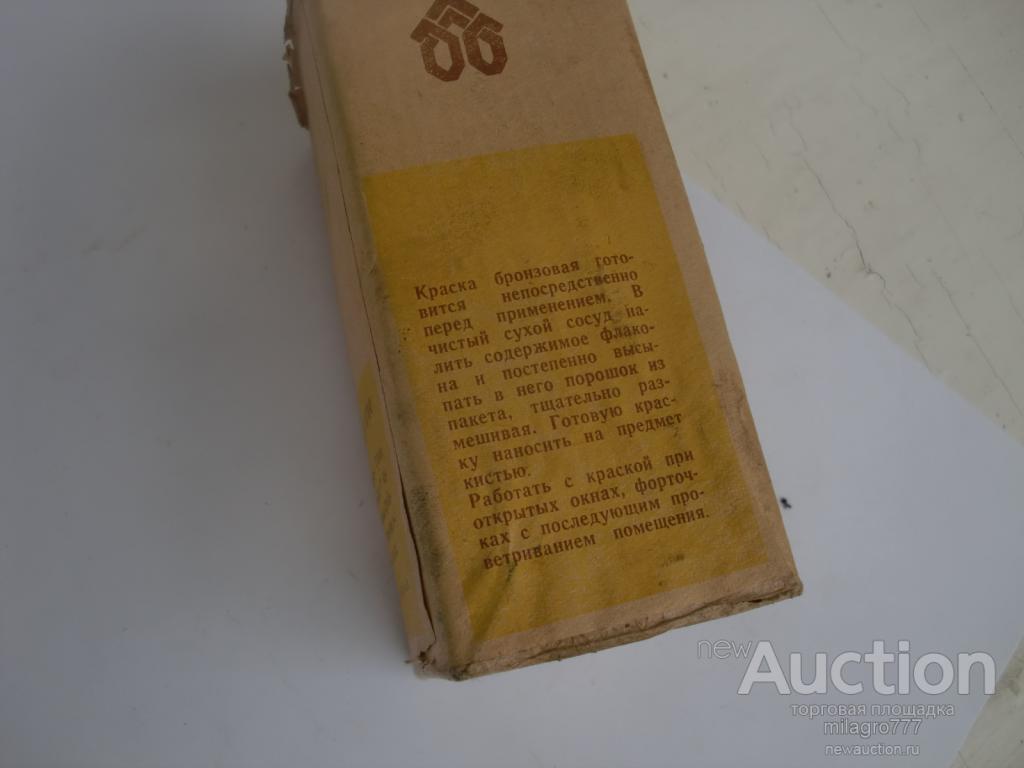 Краска бронзовая гото-
вится непосредственно
перед применением. В
чистый сухой сосуд на-
лить содержимое флако-
на и постепенно высы-
пать в него порошок из
пакета, тщательно раз-
мешивая. Готовую крас-
ку наносить на предмет
кистью.
Работать с краской при
открытых окнах, форточ-
ках с последующим про-
ветриванием помещения.
newAuction
торговая площадка
milagro777
newauction.ru